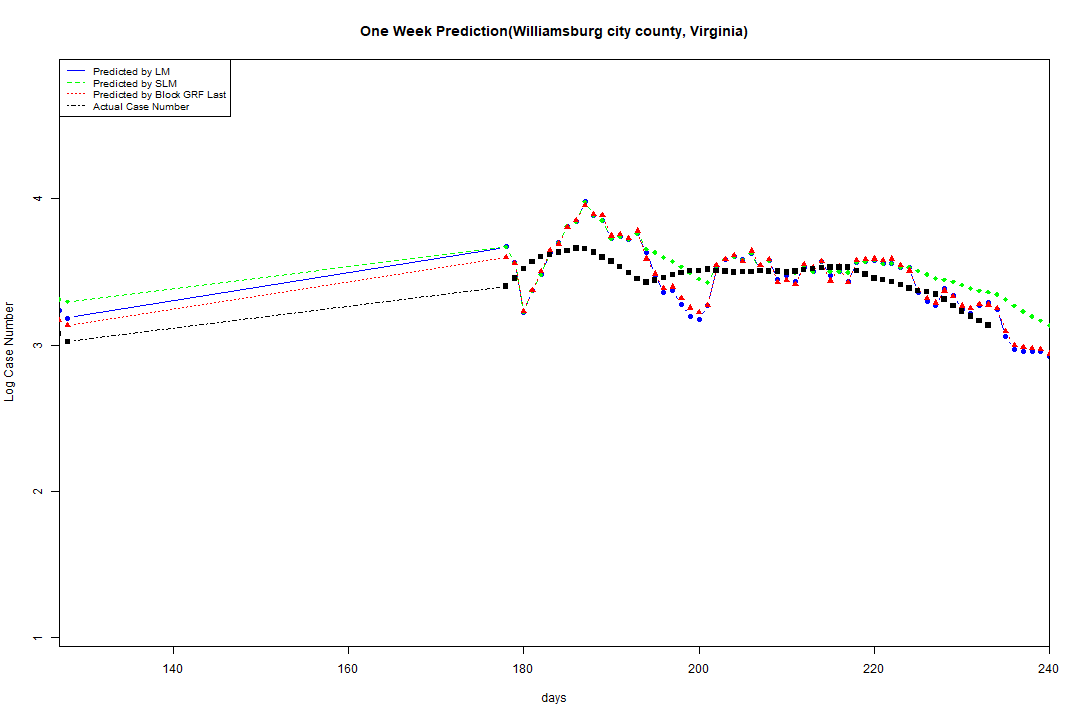 One Week Prediction(Williamsburg city county, Virginia)
Predicted by LM
Predicted by SLM
Predicted by Block GRF Last
Actual Case Number
4
3
2
1
Log Case Number
140 160 180 200 220 240
days